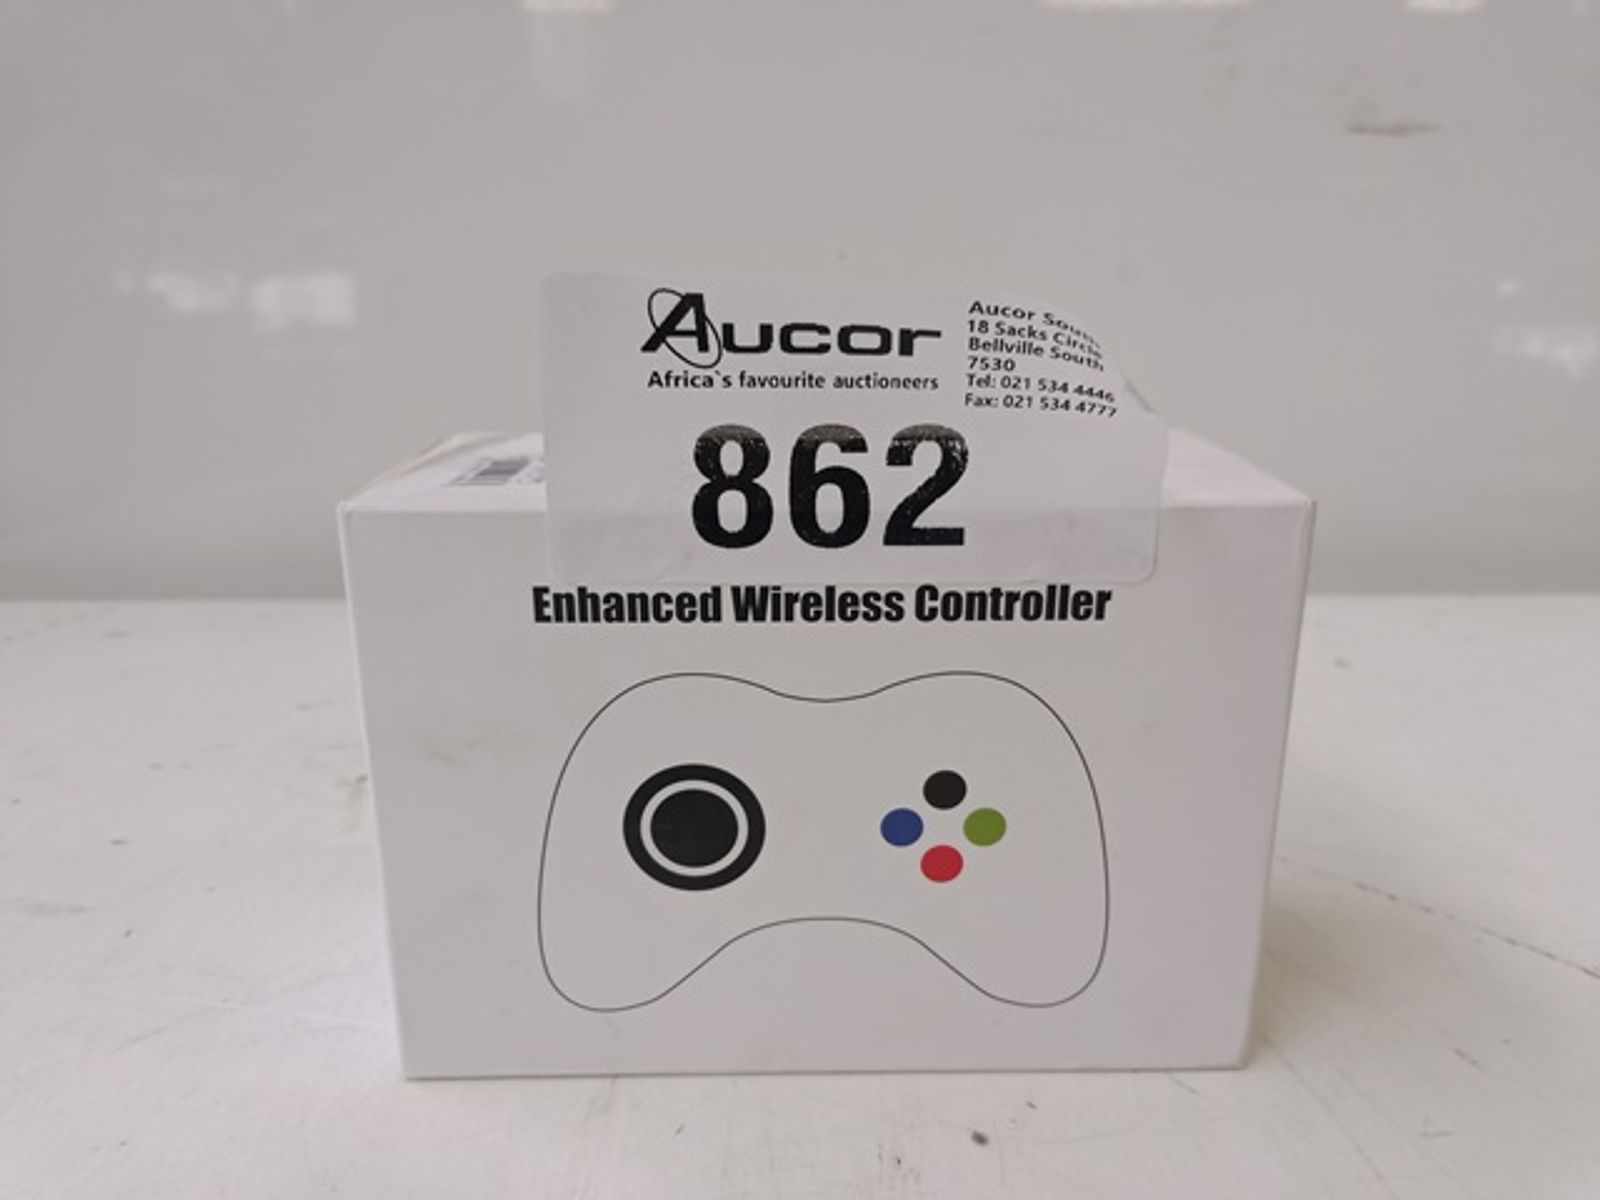 Aucor
Africa`s favourite auctioneers
Aucor
18 Sacks Circle
Bellville South
7530
Tel: 021 534 4446
Fax: 021 534 4777
862
Enhanced Wireless Controller